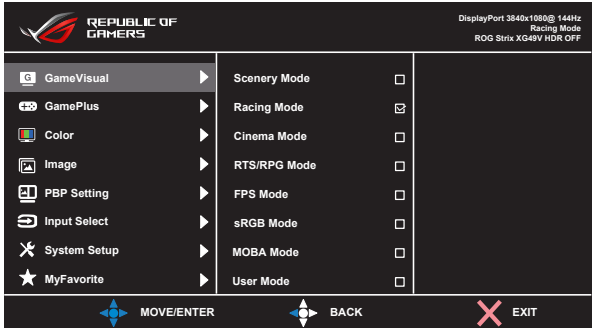 REPUBLIC OF
GAMERS
DisplayPort 3840x1080@ 144Hz
Racing Mode
ROG Strix XG49V HDR OFF
G GameVisual
GamePlus
Color
Image
PBP Setting
Input Select
System Setup
MyFavorite
Scenery Mode
Racing Mode
Cinema Mode
RTS/RPG Mode
FPS Mode
sRGB Mode
MOBA Mode
User Mode
MOVE/ENTER
BACK
EXIT